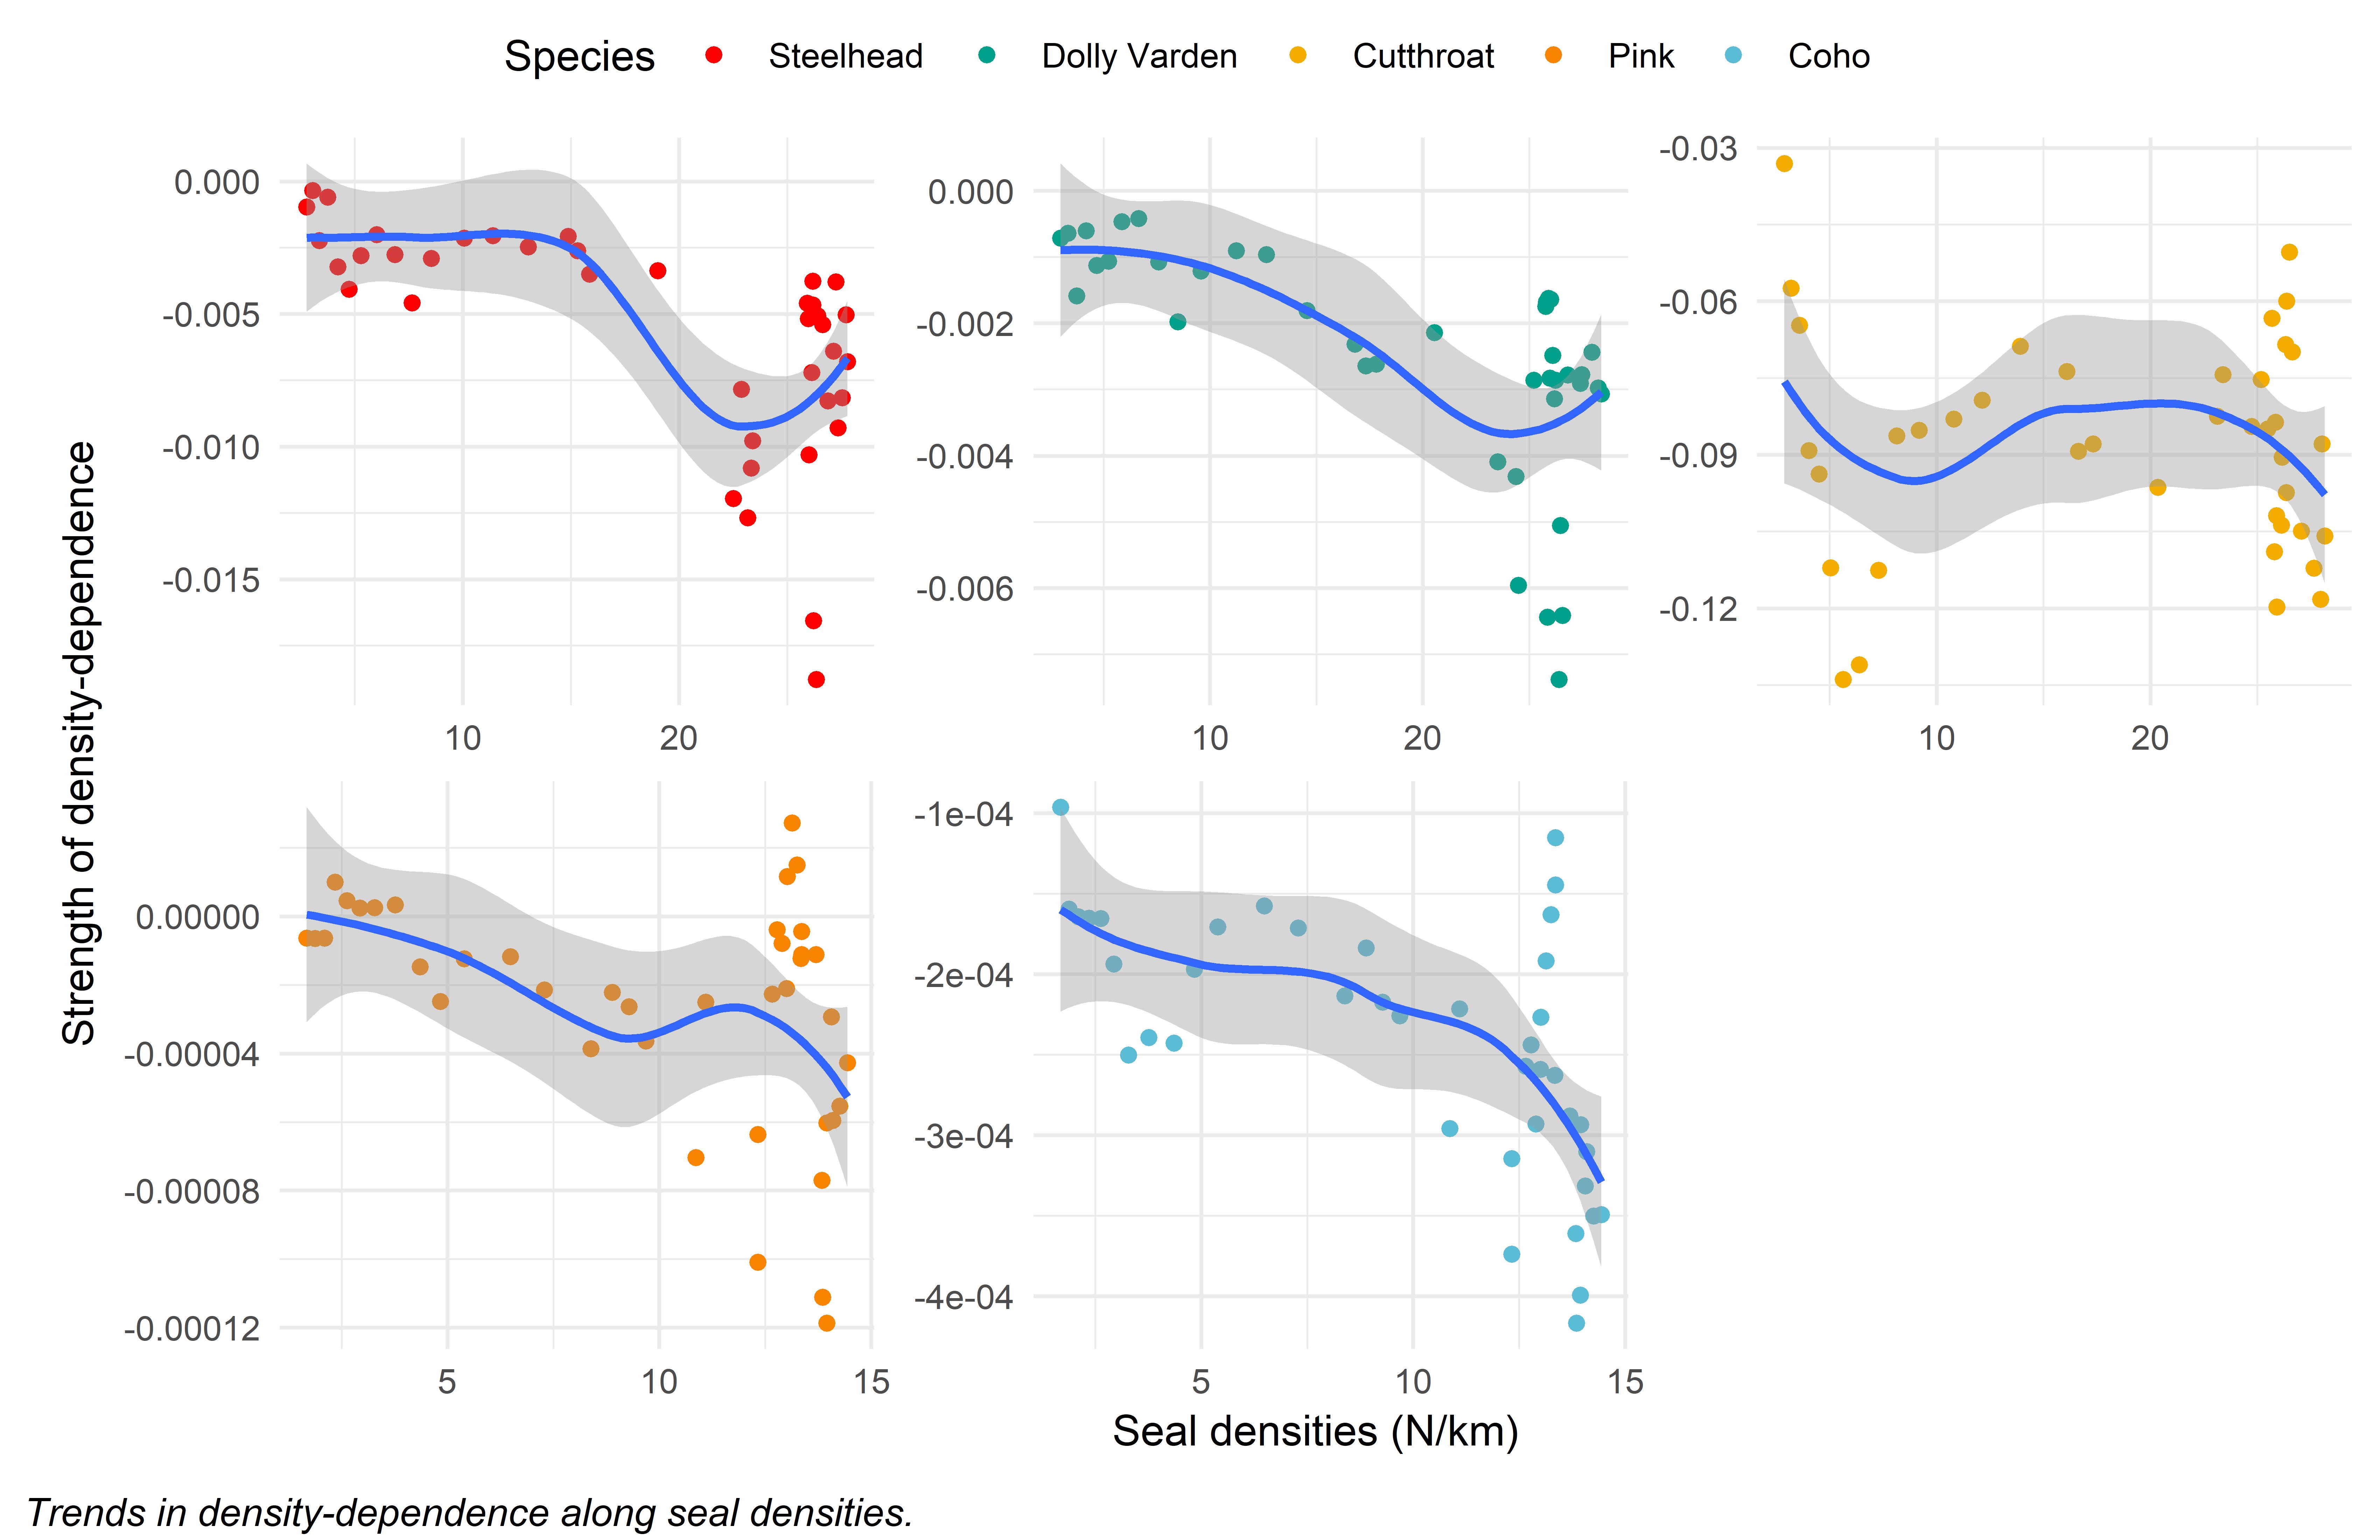 Species Steelhead Dolly Varden Cutthroat Pink Coho
Strength of density-dependence
0.000
-0.005
-0.010
-0.015
10 20
0.000
-0.002
-0.004
-0.006
10 20
-0.03
-0.06
-0.09
-0.12
10 20
0.00000
-0.00004
-0.00008
-0.00012
5 10 15
-1e-04
-2e-04
-3e-04
-4e-04
5 10 15
Seal densities (N/km)
Trends in density-dependence along seal densities.